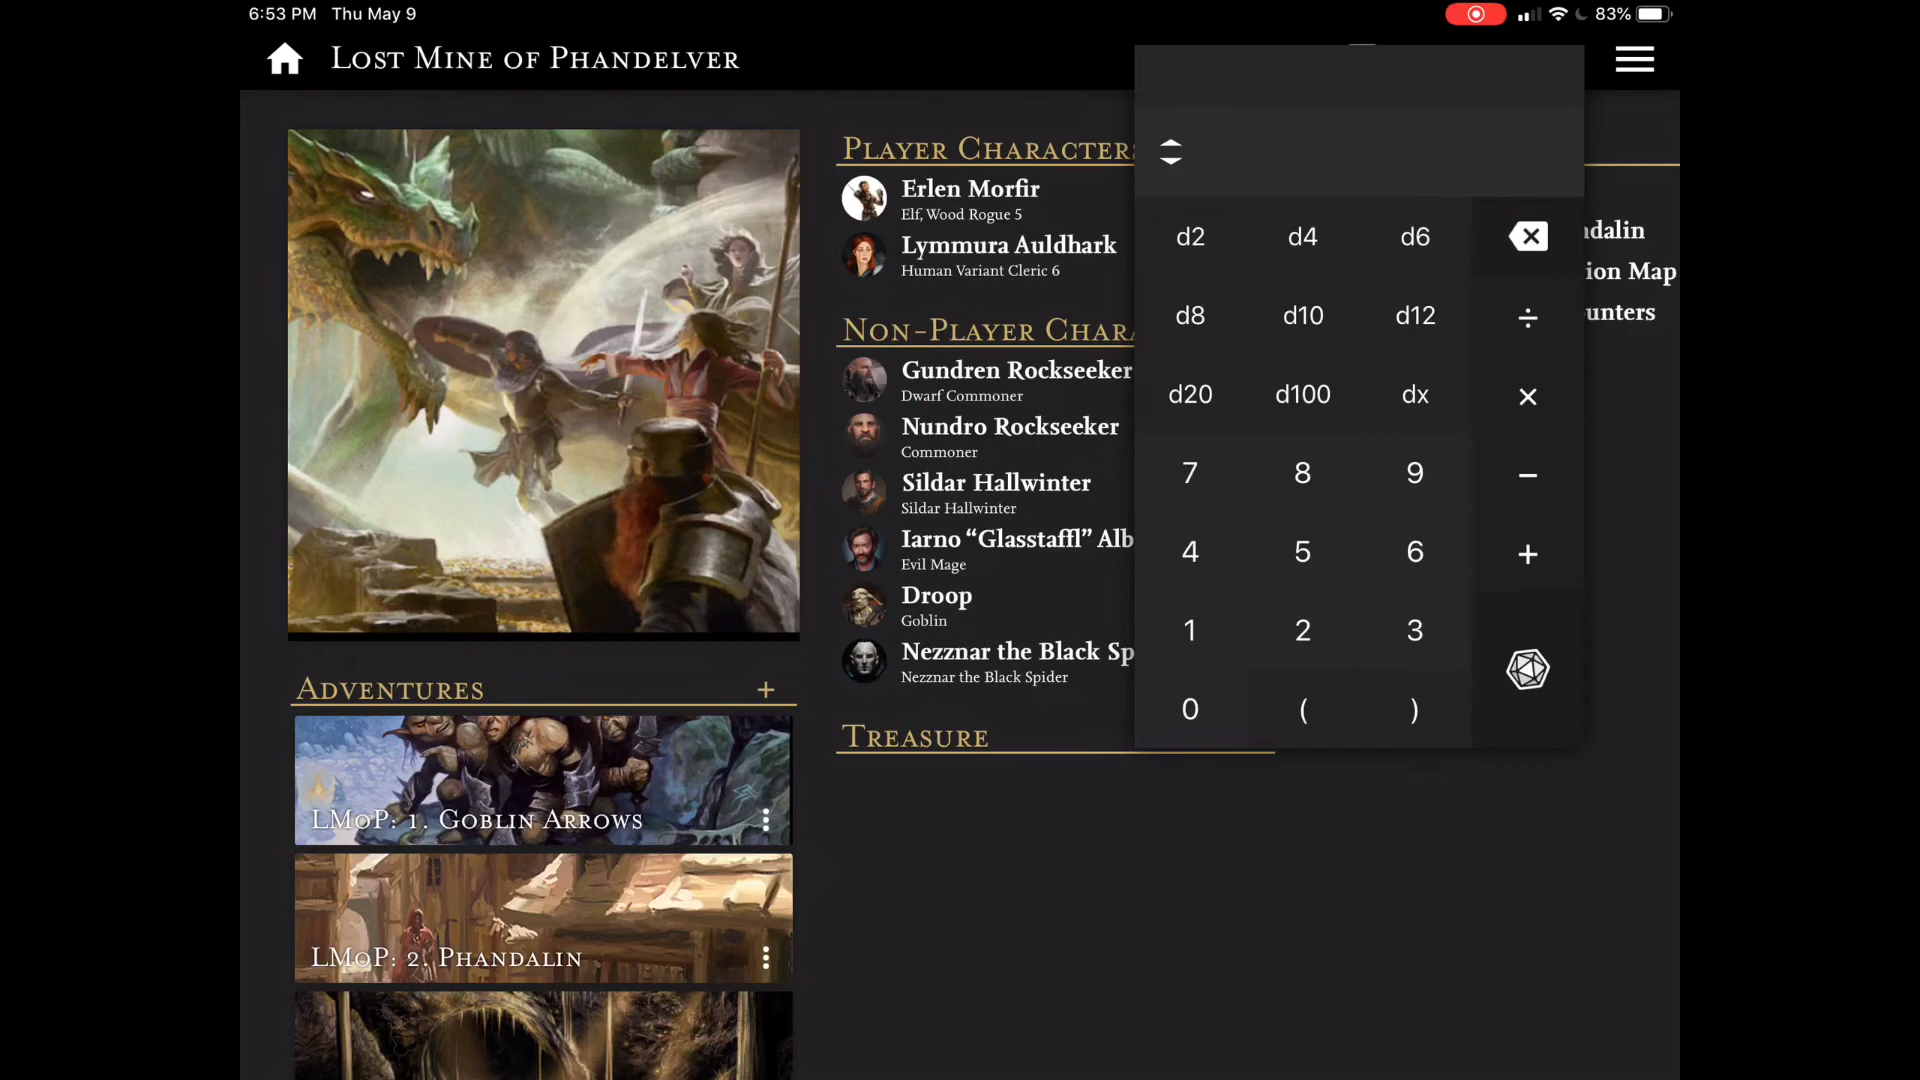 6:53 PM Thu May 9
83%
Lost Mine of Phandelver
Player Characters
Erlen Morfir
Elf, Wood Rogue 5
Lymmura Auldhark
Human Variant Cleric 6
Non-Player Chara
Gundren Rockseeker
Dwarf Commoner
Nundro Rockseeker
Commoner
Sildar Hallwinter
Sildar Hallwinter
Iarno “Glasstaffl” Alb
Evil Mage
Droop
Goblin
Nezznar the Black Sp
Nezznar the Black Spider
Treasure
Adventures +
LMoP: 1. Goblin Arrows
LMoP: 2. Phandalin
d2 d4 d6
d8 d10 d12 ÷
d20 d100 dx ×
7 8 9 −
4 5 6 +
1 2 3
0 ( )
ndalin
ion Map
unters